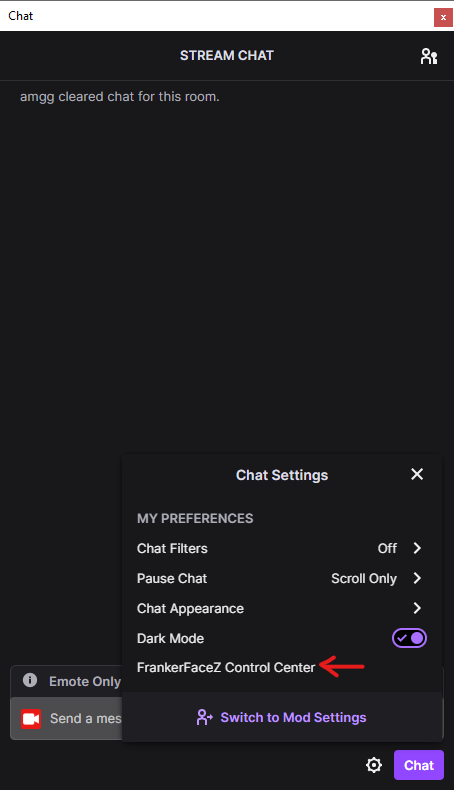 Chat
x
STREAM CHAT
amgg cleared chat for this room.
Chat Settings
MY PREFERENCES
Chat Filters Off
Pause Chat Scroll Only
Chat Appearance
Dark Mode
FrankerFaceZ Control Center
Emote Only
Send a mes
Switch to Mod Settings
Chat